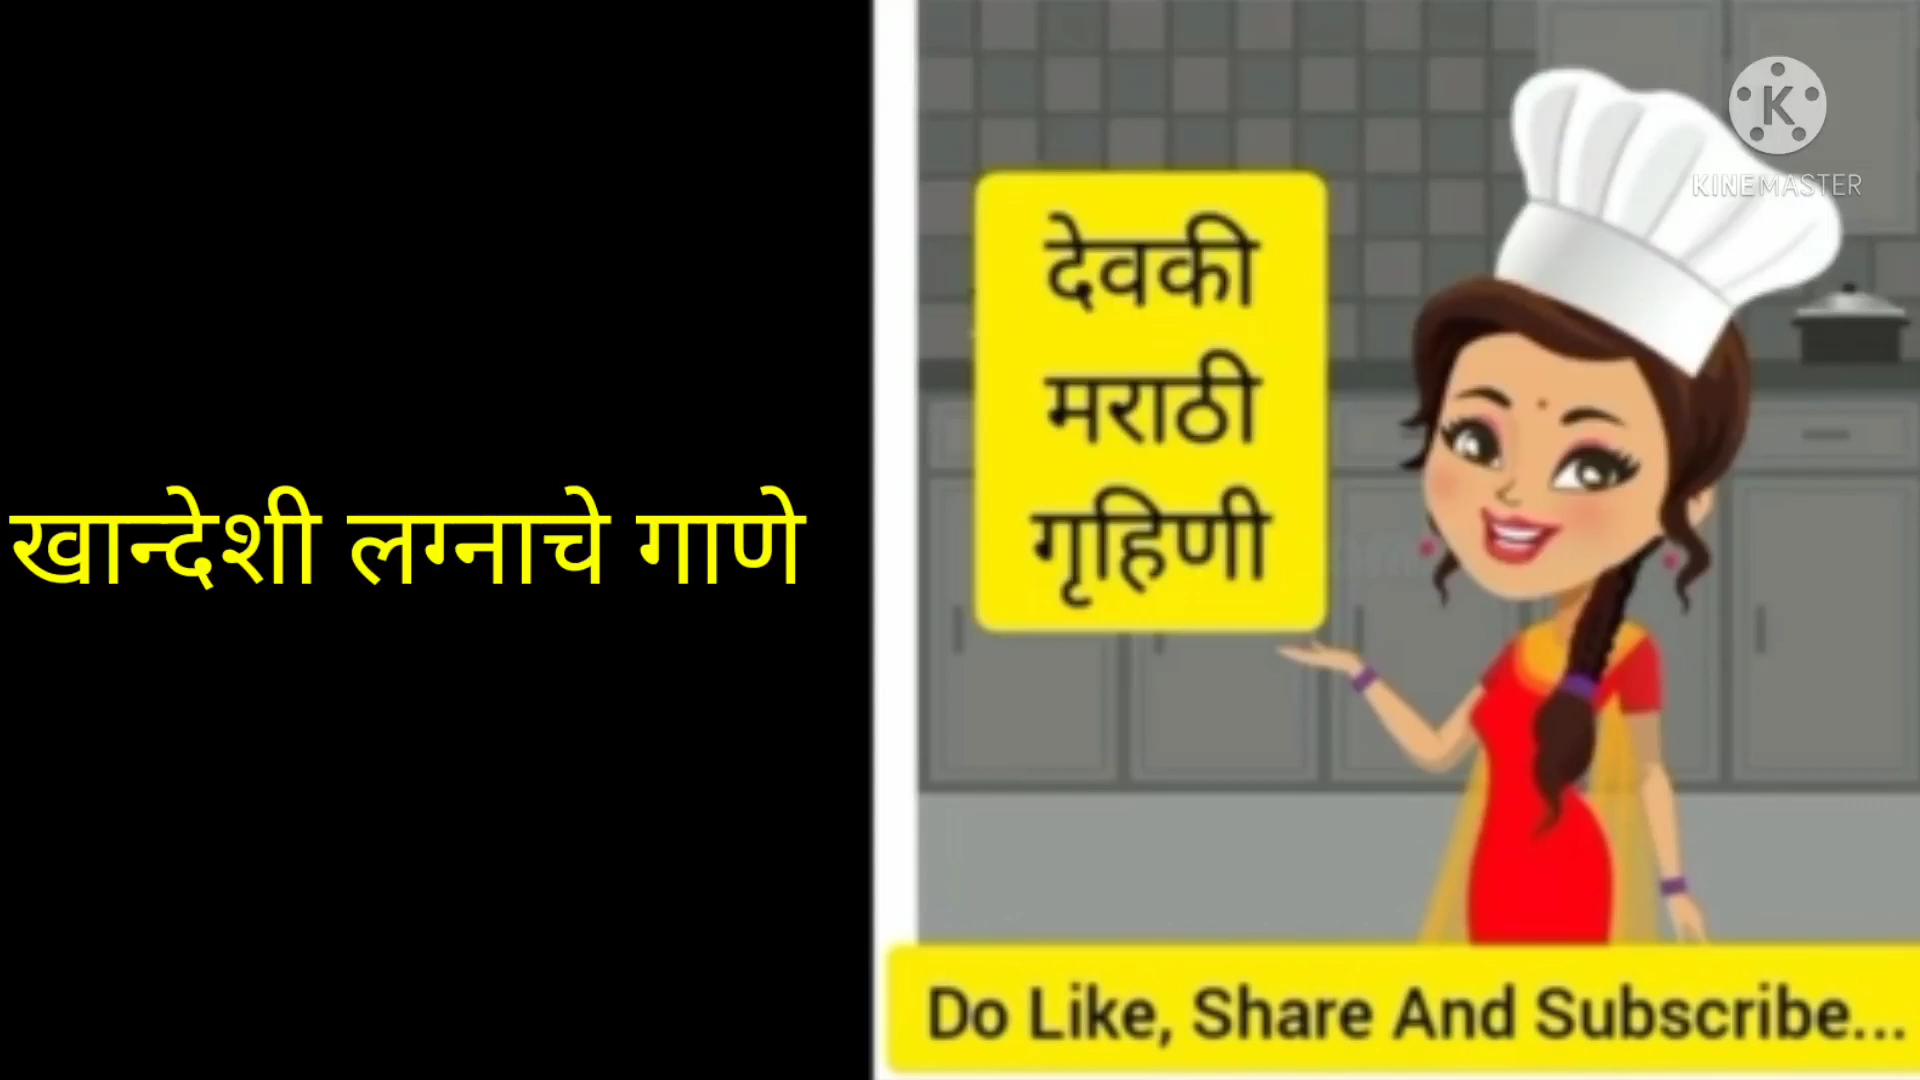 खान्देशी लग्नाचे गाणे
देवकी
मराठी
गृहिणी
K
KINEMASTER
Do Like, Share And Subscribe...